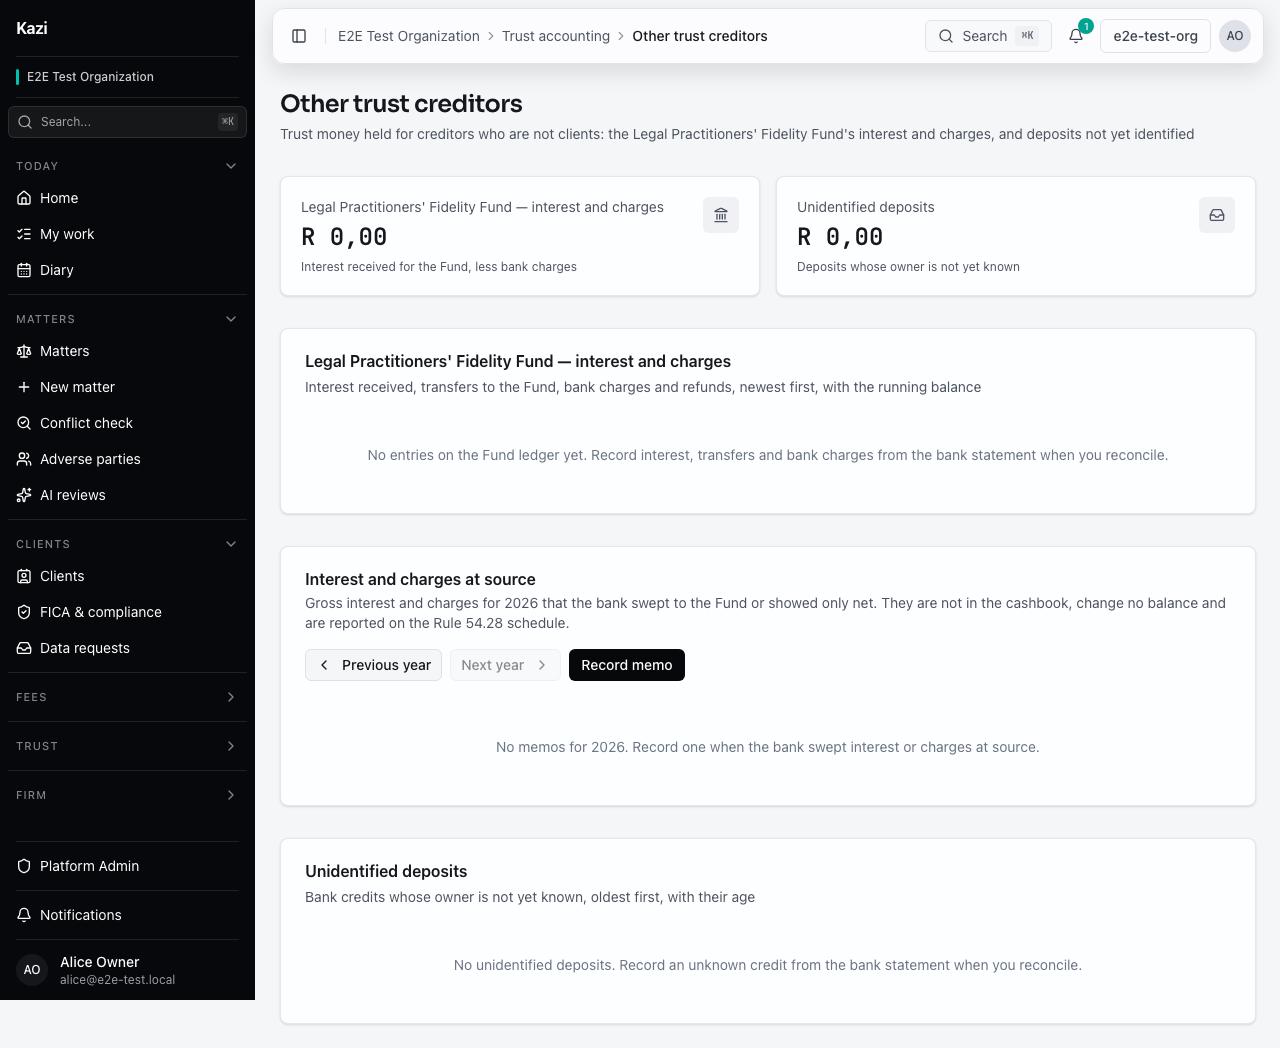 Kazi
E2E Test Organization
Search...
⌘K
TODAY
Home
My work
Diary
MATTERS
Matters
New matter
Conflict check
Adverse parties
AI reviews
CLIENTS
Clients
FICA & compliance
Data requests
FEES
TRUST
FIRM
Platform Admin
Notifications
AO
Alice Owner
alice@e2e-test.local
E2E Test Organization
Trust accounting
Other trust creditors
Search ⌘K
1
e2e-test-org
AO
Other trust creditors
Trust money held for creditors who are not clients: the Legal Practitioners' Fidelity Fund's interest and charges, and deposits not yet identified
Legal Practitioners' Fidelity Fund — interest and charges
R 0,00
Interest received for the Fund, less bank charges
Unidentified deposits
R 0,00
Deposits whose owner is not yet known
Legal Practitioners' Fidelity Fund — interest and charges
Interest received, transfers to the Fund, bank charges and refunds, newest first, with the running balance
No entries on the Fund ledger yet. Record interest, transfers and bank charges from the bank statement when you reconcile.
Interest and charges at source
Gross interest and charges for 2026 that the bank swept to the Fund or showed only net. They are not in the cashbook, change no balance and
are reported on the Rule 54.28 schedule.
Previous year
Next year
Record memo
No memos for 2026. Record one when the bank swept interest or charges at source.
Unidentified deposits
Bank credits whose owner is not yet known, oldest first, with their age
No unidentified deposits. Record an unknown credit from the bank statement when you reconcile.